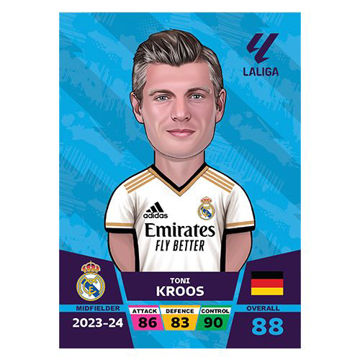 LALIGA
adidas
Emirates
FLY BETTER
TONI
KROOS
MIDFIELDER
2023-24
ATTACK DEFENCE CONTROL
86 83 90
OVERALL
88